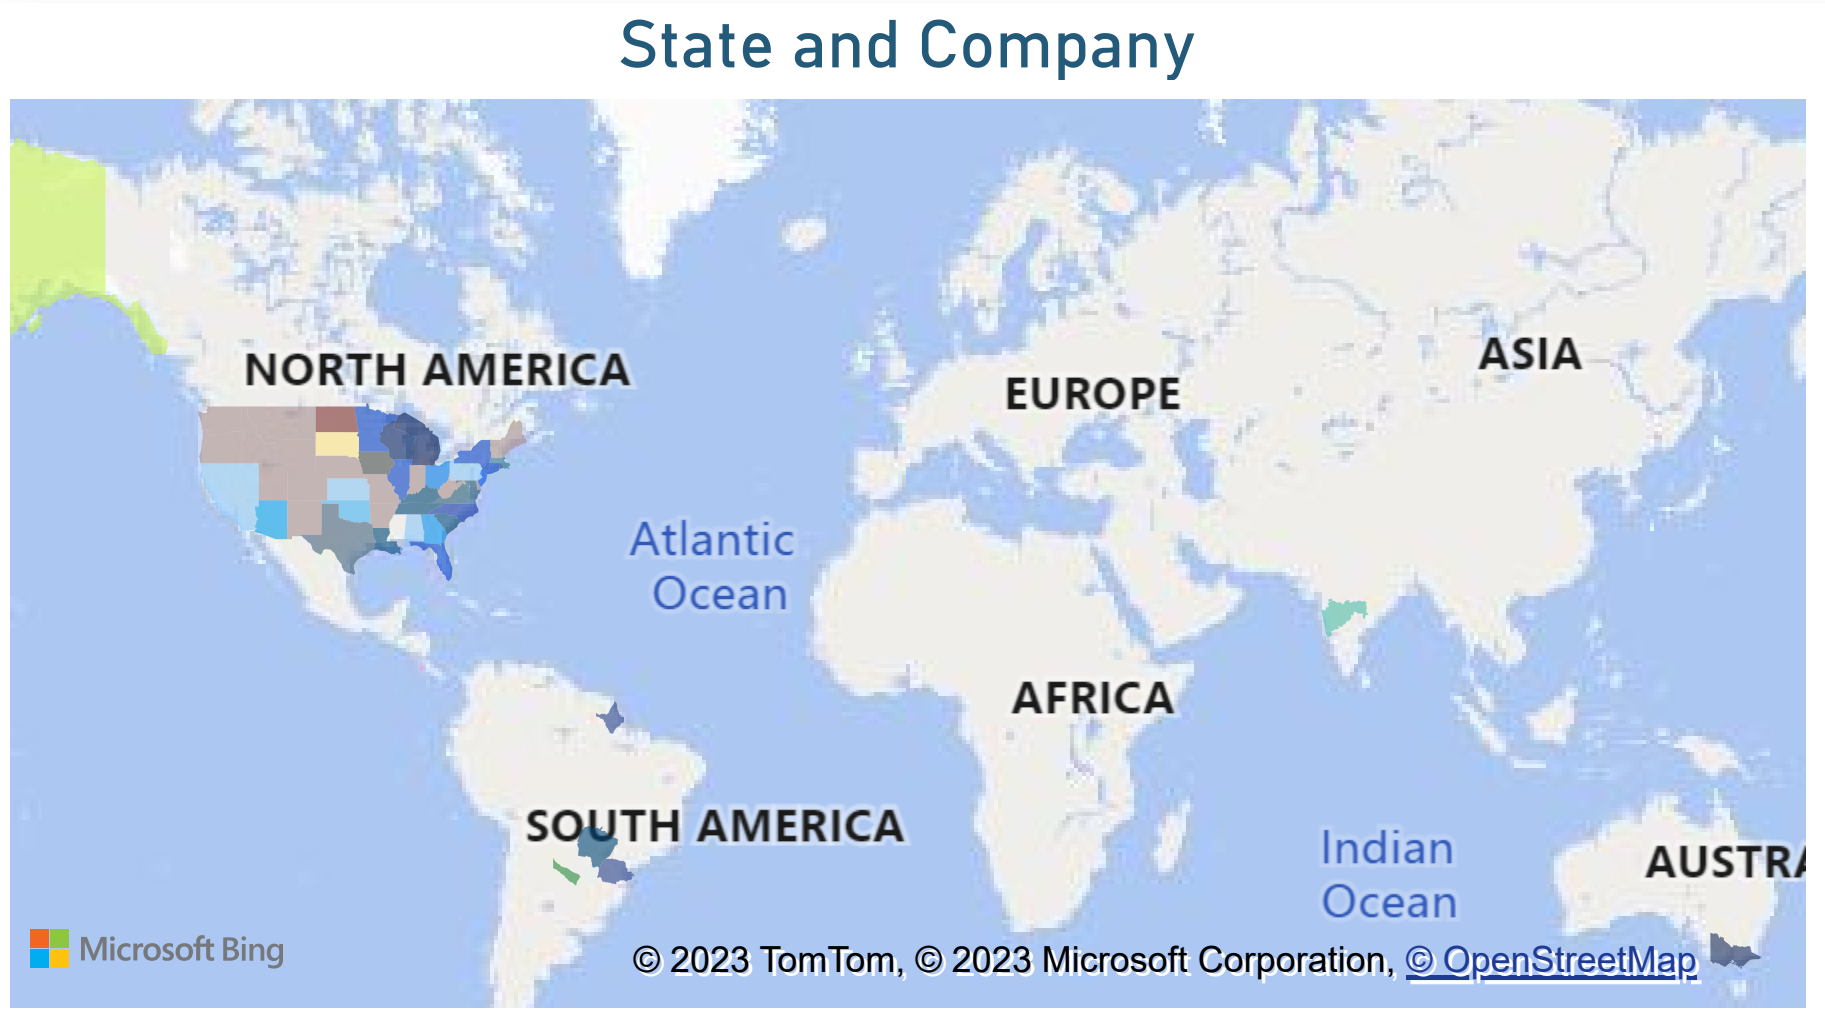 State and Company
NORTH AMERICA
EUROPE
ASIA
Atlantic
Ocean
AFRICA
SOUTH AMERICA
Indian
Ocean
AUSTRA
Microsoft Bing
© 2023 TomTom, © 2023 Microsoft Corporation, © OpenStreetMap